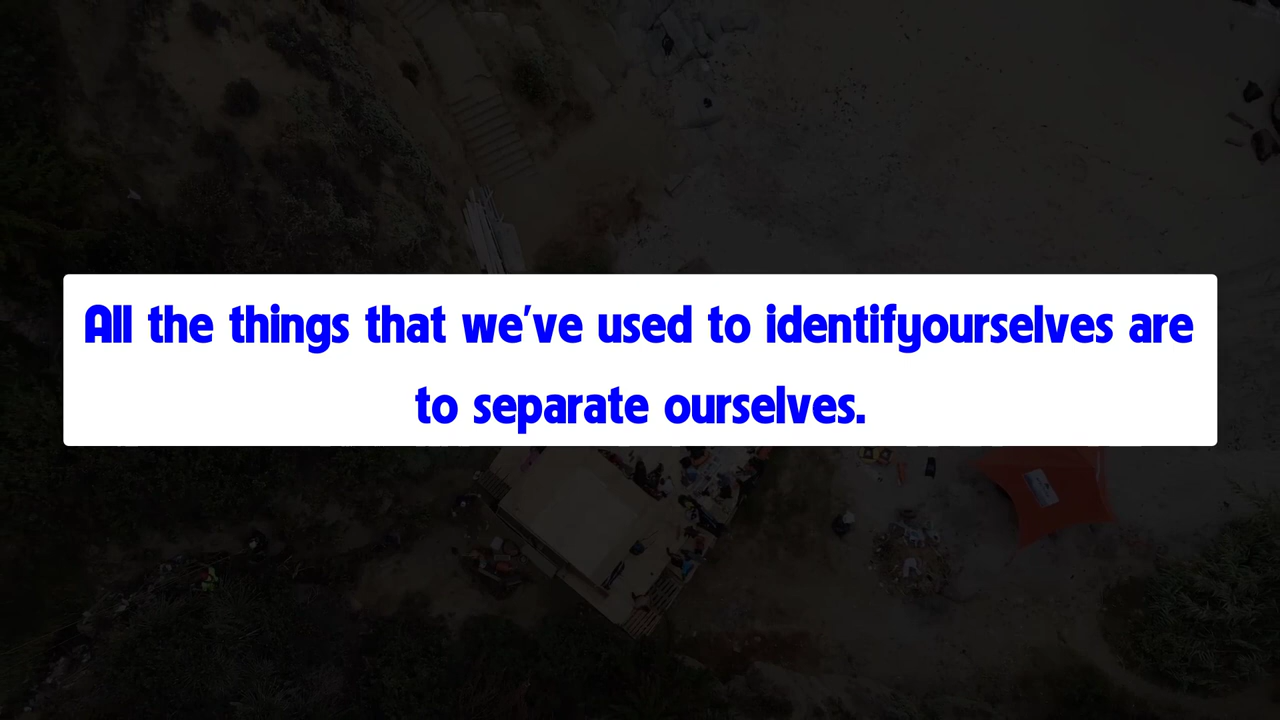 All the things that we've used to identifyourselves are
to separate ourselves.